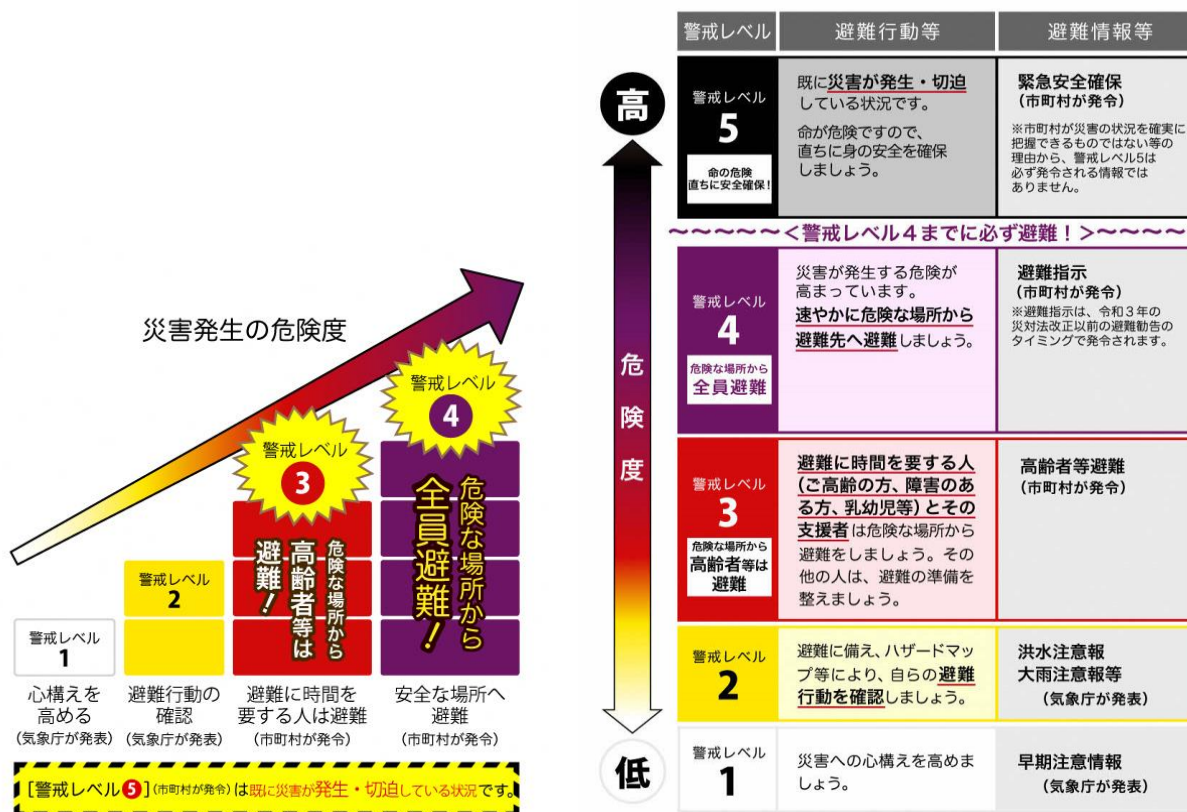 災害発生の危険度
警戒レベル
4
危険な場所から
全員避難!
警戒レベル
3
危険な場所から
高齢者等は
避難!
警戒レベル
2
警戒レベル
1
心構えを
高める
(気象庁が発表)
避難行動の
確認
(気象庁が発表)
避難に時間を
要する人は避難
(市町村が発令)
安全な場所へ
避難
(市町村が発令)
[警戒レベル5](市町村が発令)は既に災害が発生・切迫している状況です。
高
危険度
低
警戒レベル 避難行動等 避難情報等
警戒レベル
5
命の危険
直ちに安全確保!
既に災害が発生・切迫
している状況です。
命が危険ですので、
直ちに身の安全を確保
しましょう。
緊急安全確保
(市町村が発令)
※市町村が災害の状況を確実に
把握できるものではない等の
理由から、警戒レベル5は
必ず発令される情報では
ありません。
〜〜〜〜〜<警戒レベル4までに必ず避難!>〜〜〜〜
警戒レベル
4
危険な場所から
全員避難
災害が発生する危険が
高まっています。
速やかに危険な場所から
避難先へ避難しましょう。
避難指示
(市町村が発令)
※避難指示は、令和3年の
災対法改正以前の避難勧告の
タイミングで発令されます。
警戒レベル
3
危険な場所から
高齢者等は
避難
避難に時間を要する人
(ご高齢の方、障害のあ
る方、乳幼児等)とその
支援者は危険な場所から
避難をしましょう。その
他の人は、避難の準備を
整えましょう。
高齢者等避難
(市町村が発令)
警戒レベル
2
避難に備え、ハザードマッ
プ等により、自らの避難
行動を確認しましょう。
洪水注意報
大雨注意報等
(気象庁が発表)
警戒レベル
1
災害への心構えを高めま
しょう。
早期注意情報
(気象庁が発表)